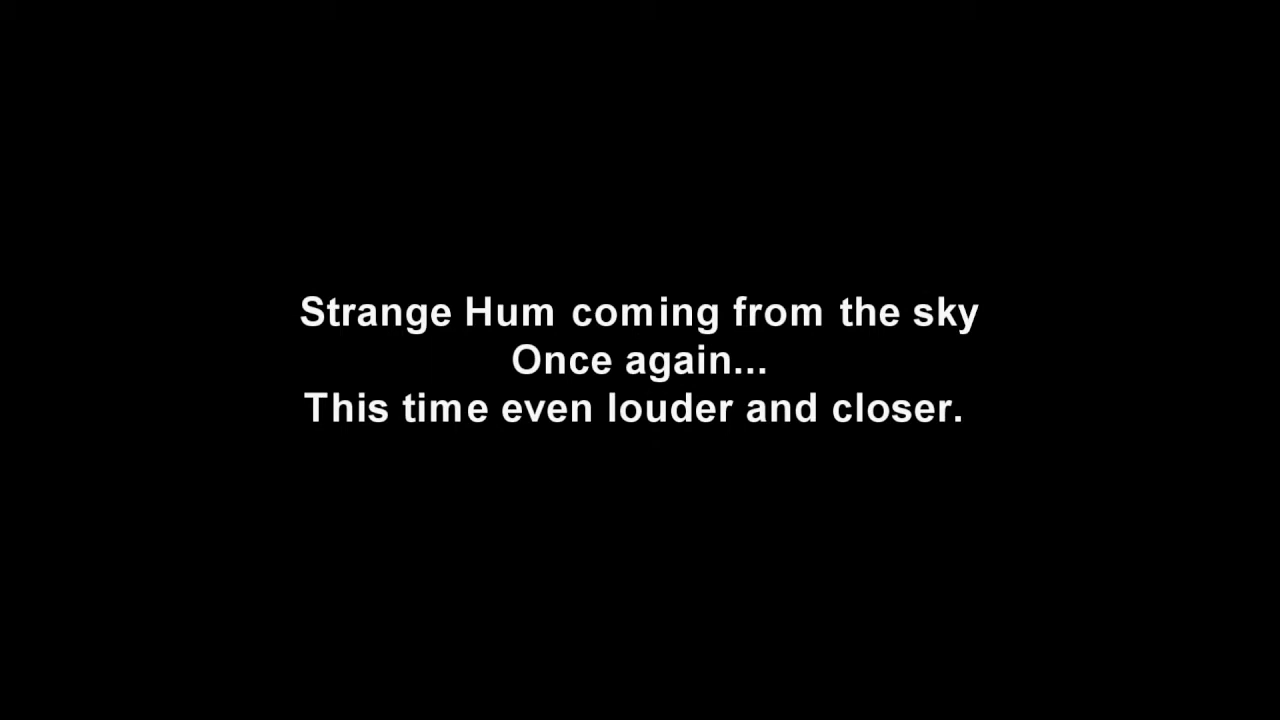 Strange Hum coming from the sky
Once again...
This time even louder and closer.